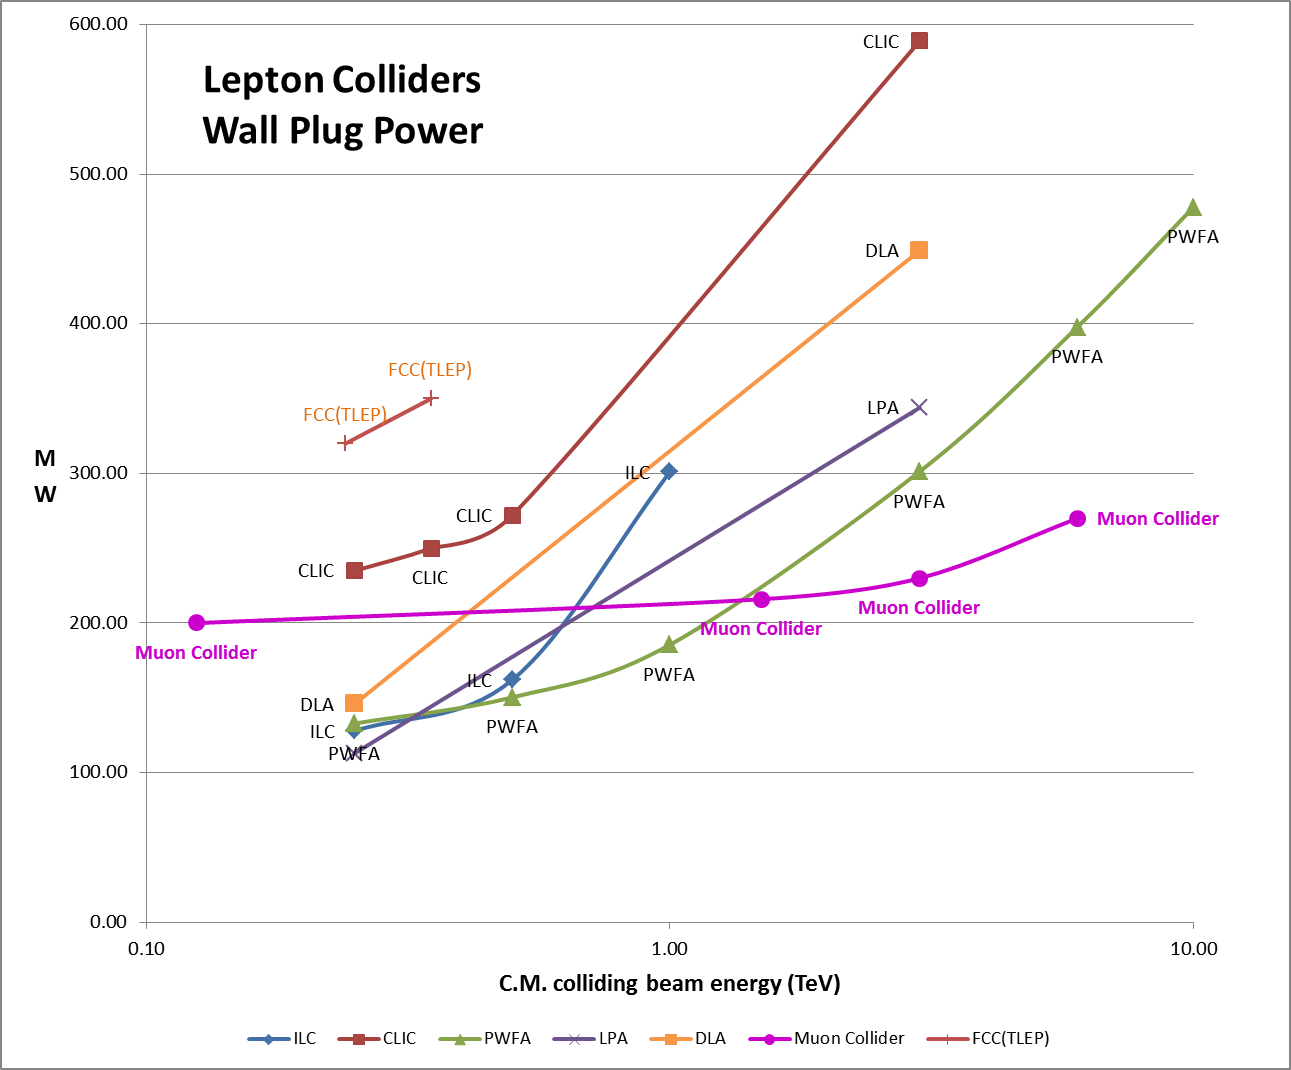 600.00
CLIC
Lepton Colliders
Wall Plug Power
500.00
PWFA
DLA
400.00
PWFA
FCC(TLEP)
FCC(TLEP)
LPA
M
W
300.00
ILC
PWFA
CLIC
Muon Collider
CLIC
CLIC
Muon Collider
200.00
Muon Collider
Muon Collider
ILC
PWFA
DLA
PWFA
ILC
PWFA
100.00
0.00
0.10
1.00
10.00
C.M. colliding beam energy (TeV)
ILC CLIC PWFA LPA DLA Muon Collider FCC(TLEP)